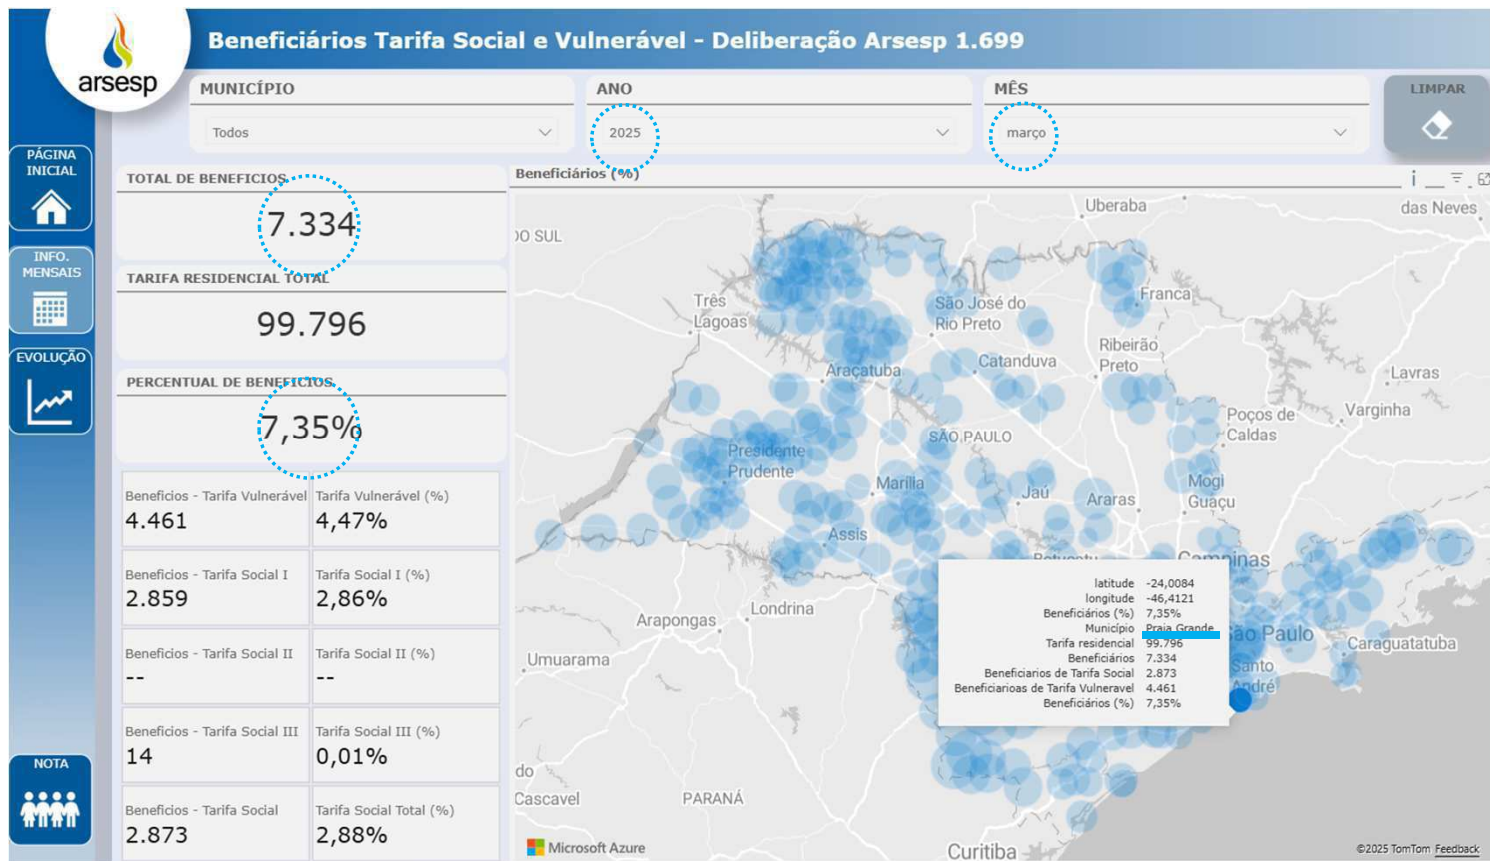 arsesp
Beneficiários Tarifa Social e Vulnerável - Deliberação Arsesp 1.699
MUNICÍPIO
Todos
ANO
2025
MÊS
março
LIMPAR
PÁGINA
INICIAL
INFO.
MENSAIS
EVOLUÇÃO
NOTA
TOTAL DE BENEFICIOS
7.334
TARIFA RESIDENCIAL TOTAL
99.796
PERCENTUAL DE BENEFICIOS
7,35%
Beneficios - Tarifa Vulnerável
4.461
Tarifa Vulnerável (%)
4,47%
Beneficios - Tarifa Social I
2.859
Tarifa Social I (%)
2,86%
Beneficios - Tarifa Social II
--
Tarifa Social II (%)
--
Beneficios - Tarifa Social III
14
Tarifa Social III (%)
0,01%
Beneficios - Tarifa Social
2.873
Tarifa Social Total (%)
2,88%
Beneficiários (%)
DO SUL
Uberaba
das Neves
Três
Lagoas
São José do
Rio Preto
Franca
Ribeirão
Preto
Catanduva
Araçatuba
Lavras
Varginha
Poços de
Caldas
SÃO PAULO
Presidente
Prudente
Marília
Jaú
Araras
Mogi
Guaçu
Assis
Botucatu
Campinas
Londrina
Arapongas
Umuarama
São Paulo
Santo
André
Caraguatatuba
do
Cascavel
PARANÁ
Curitiba
latitude -24,0084
longitude -46,4121
Beneficiários (%) 7,35%
Município Praia Grande
Tarifa residencial 99.796
Beneficiários 7.334
Beneficiarios de Tarifa Social 2.873
Beneficiarioas de Tarifa Vulneravel 4.461
Beneficiários (%) 7,35%
Microsoft Azure
©2025 TomTom Feedback